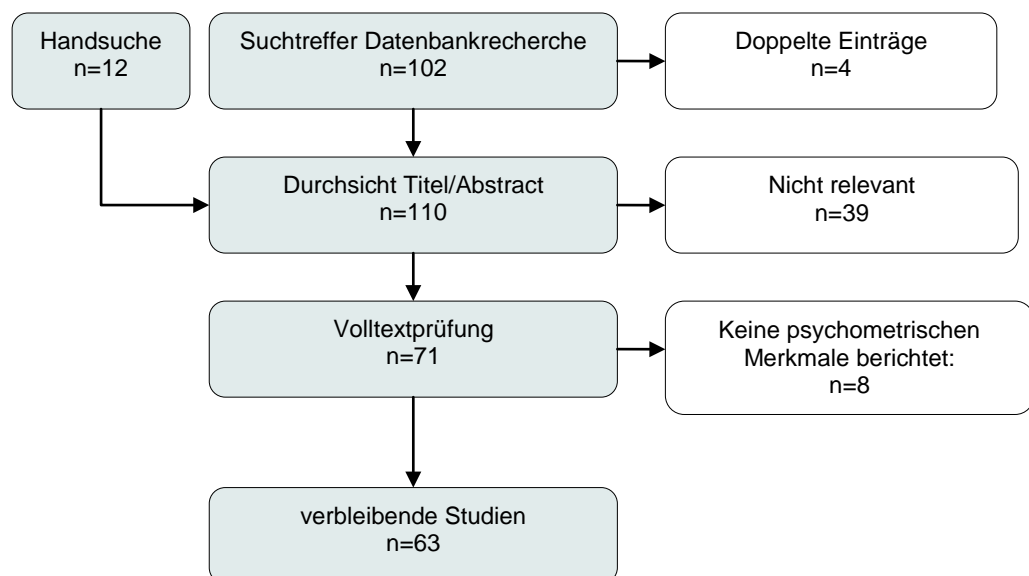 Handsuche
n=12
Suchtreffer Datenbankrecherche
n=102
Doppelte Einträge
n=4
Durchsicht Titel/Abstract
n=110
Nicht relevant
n=39
Volltextprüfung
n=71
Keine psychometrischen
Merkmale berichtet:
n=8
verbleibende Studien
n=63